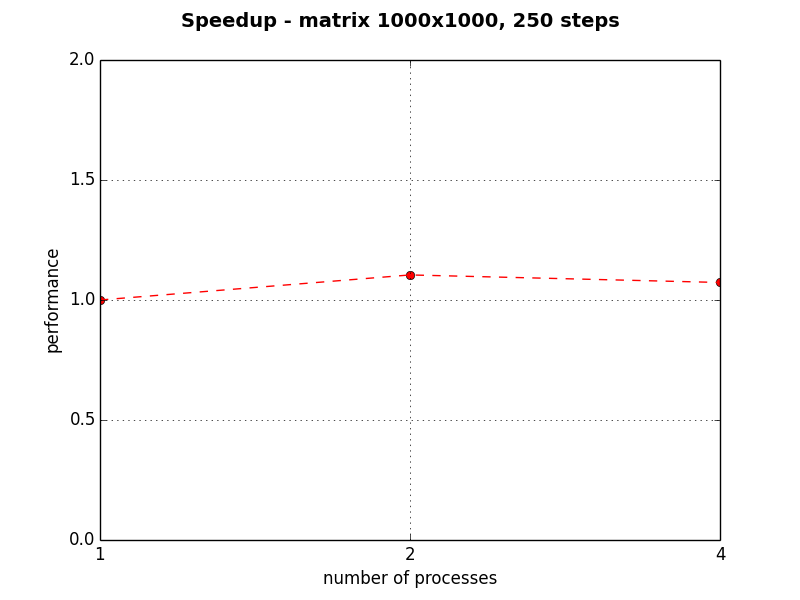 Speedup - matrix 1000x1000, 250 steps
2.0
1.5
1.0
0.5
0.0
performance
1 2 4
number of processes